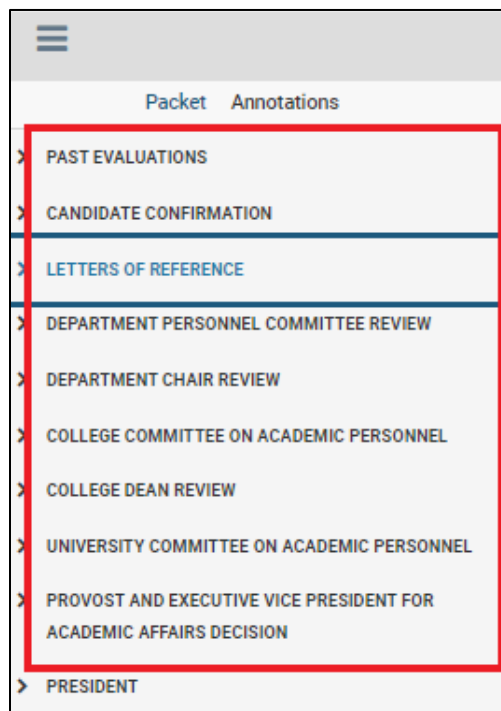 Packet Annotations
PAST EVALUATIONS
CANDIDATE CONFIRMATION
LETTERS OF REFERENCE
DEPARTMENT PERSONNEL COMMITTEE REVIEW
DEPARTMENT CHAIR REVIEW
COLLEGE COMMITTEE ON ACADEMIC PERSONNEL
COLLEGE DEAN REVIEW
UNIVERSITY COMMITTEE ON ACADEMIC PERSONNEL
PROVOST AND EXECUTIVE VICE PRESIDENT FOR
ACADEMIC AFFAIRS DECISION
PRESIDENT